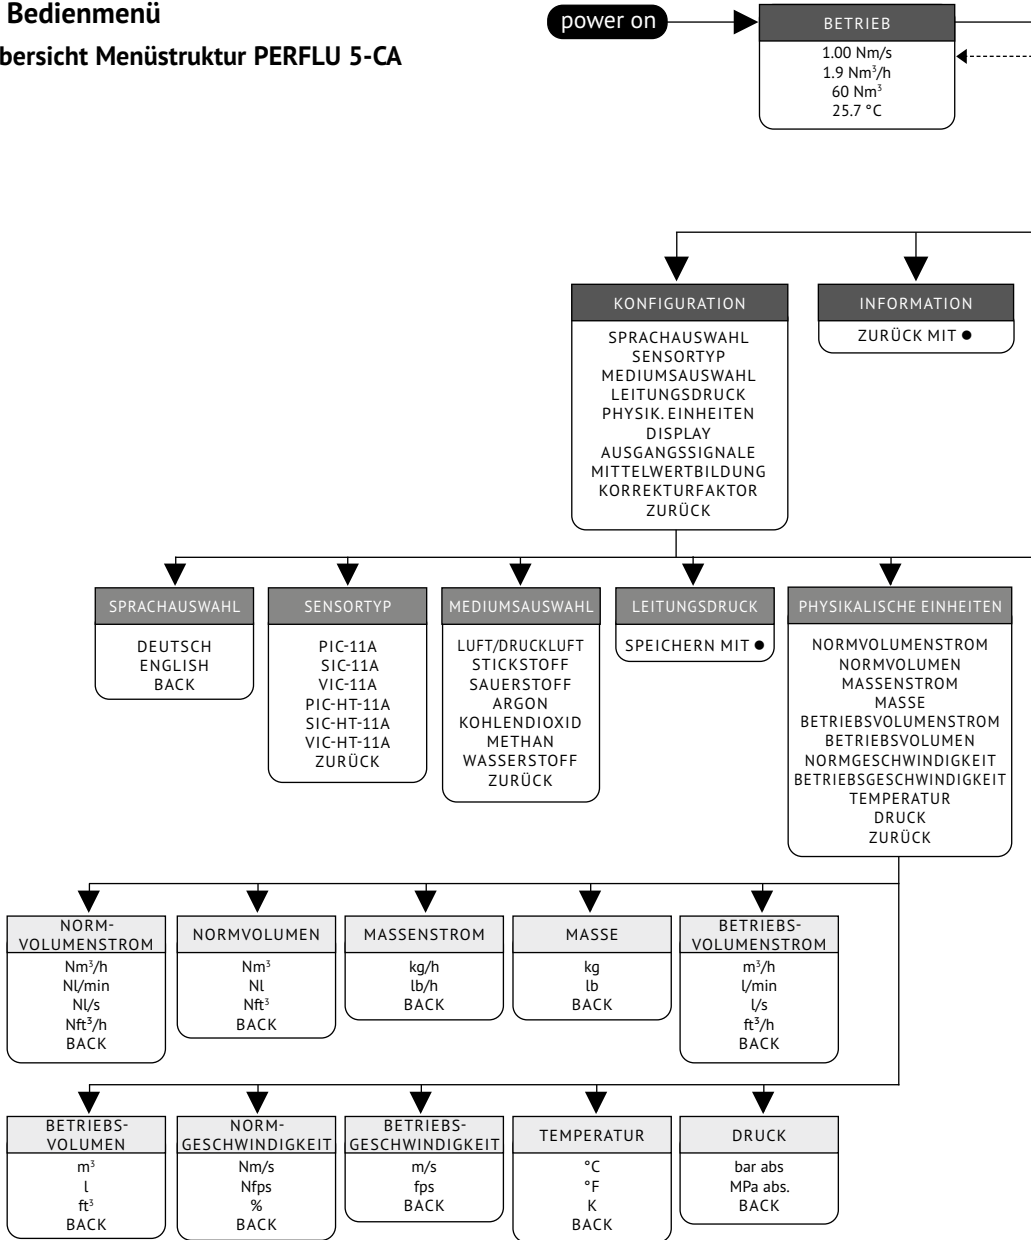 Bedienmenü
bersicht Menüstruktur PERFLU 5-CA
power on
BETRIEB
1.00 Nm/s
1.9 Nm³/h
60 Nm³
25.7 °C
KONFIGURATION
SPRACHAUSWAHL
SENSORTYP
MEDIUMSAUSWAHL
LEITUNGSDRUCK
PHYSIK. EINHEITEN
DISPLAY
AUSGANGSSIGNALE
MITTELWERTBILDUNG
KORREKTURFAKTOR
ZURÜCK
INFORMATION
ZURÜCK MIT ●
SPRACHAUSWAHL
DEUTSCH
ENGLISH
BACK
SENSORTYP
PIC-11A
SIC-11A
VIC-11A
PIC-HT-11A
SIC-HT-11A
VIC-HT-11A
ZURÜCK
MEDIUMSAUSWAHL
LUFT/DRUCKLUFT
STICKSTOFF
SAUERSTOFF
ARGON
KOHLENDIOXID
METHAN
WASSERSTOFF
ZURÜCK
LEITUNGSDRUCK
SPEICHERN MIT ●
PHYSIKALISCHE EINHEITEN
NORMVOLUMENSTROM
NORMVOLUMEN
MASSENSTROM
MASSE
BETRIEBSVOLUMENSTROM
BETRIEBSVOLUMEN
NORMGESCHWINDIGKEIT
BETRIEBSGESCHWINDIGKEIT
TEMPERATUR
DRUCK
ZURÜCK
NORM-
VOLUMENSTROM
Nm³/h
Nl/min
Nl/s
Nft³/h
BACK
NORMVOLUMEN
Nm³
Nl
Nft³
BACK
MASSENSTROM
kg/h
lb/h
BACK
MASSE
kg
lb
BACK
BETRIEBS-
VOLUMENSTROM
m³/h
l/min
l/s
ft³/h
BACK
BETRIEBS-
VOLUMEN
m³
l
ft³
BACK
NORM-
GESCHWINDIGKEIT
Nm/s
Nfps
%
BACK
BETRIEBS-
GESCHWINDIGKEIT
m/s
fps
BACK
TEMPERATUR
°C
°F
K
BACK
DRUCK
bar abs
MPa abs.
BACK